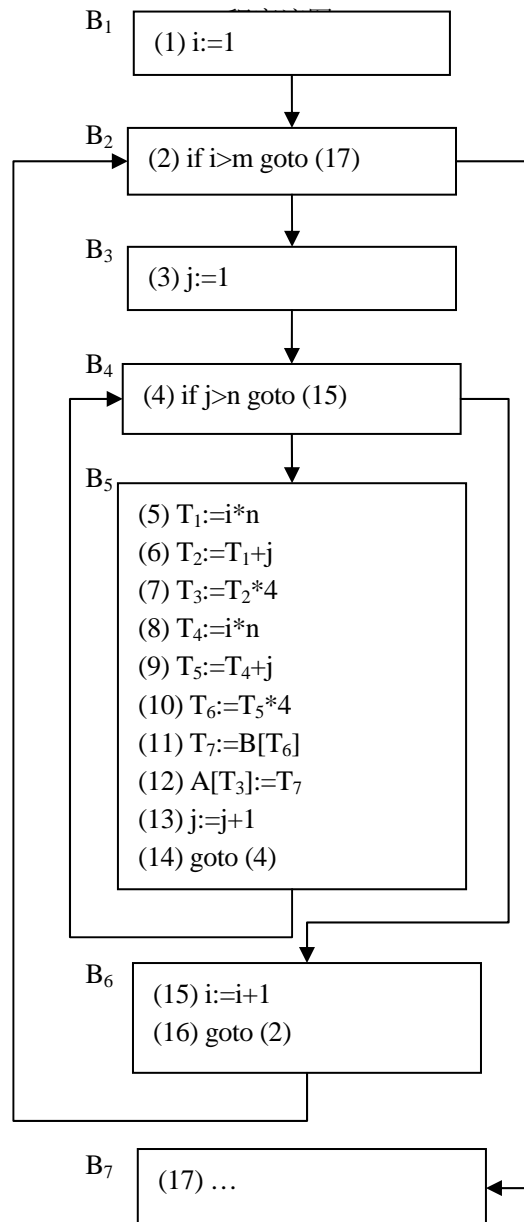 B₁
(1) i:=1
B₂
(2) if i>m goto (17)
B₃
(3) j:=1
B₄
(4) if j>n goto (15)
B₅
(5) T₁:=i*n
(6) T₂:=T₁+j
(7) T₃:=T₂*4
(8) T₄:=i*n
(9) T₅:=T₄+j
(10) T₆:=T₅*4
(11) T₇:=B[T₆]
(12) A[T₃]:=T₇
(13) j:=j+1
(14) goto (4)
B₆
(15) i:=i+1
(16) goto (2)
B₇
(17) …